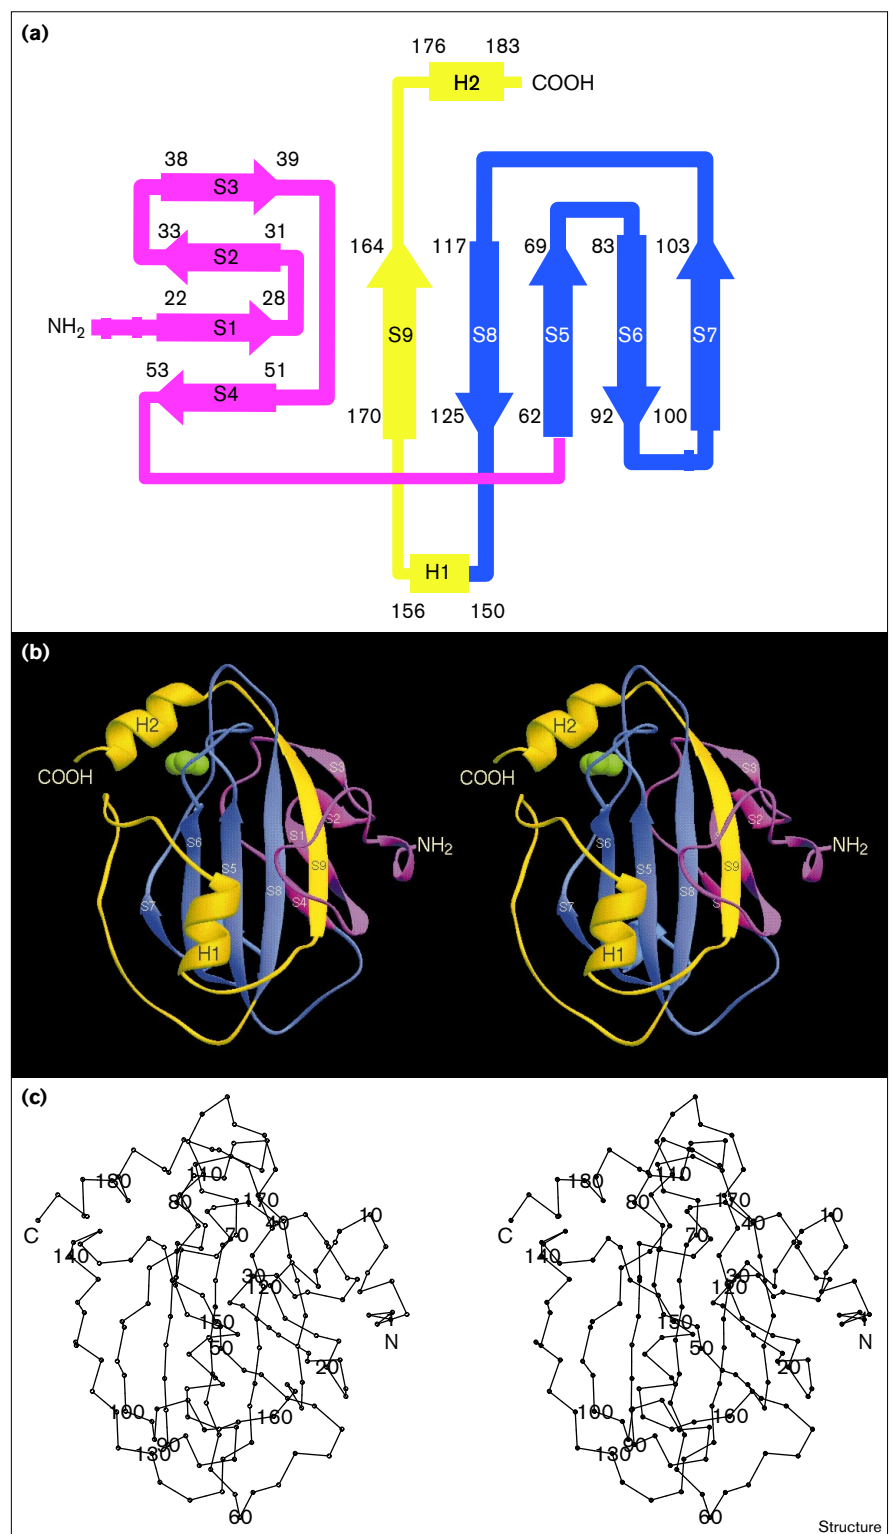 (a)
176 183
H2 COOH
38 39
S3
33 31
S2
164 117 69 83 103
22 28
NH2 S1
S9 S8 S5 S6 S7
53 51
S4
170 125 62 92 100
H1
156 150
(b)
H2 H2
COOH COOH
S3 S3
S2 S2
S6 S1 NH2 S6 NH2
S5 S9 S5 S9
S8 S8
S7 S4 S7
H1 H1
(c)
180 110 180 110
80 170 10 80 170 10
C 70 40 C 70 40
140 140
30 30
120 120
150 150
50 N 50 N
20 20
100 160 100 160
90 90
130 130
60 60
Structure